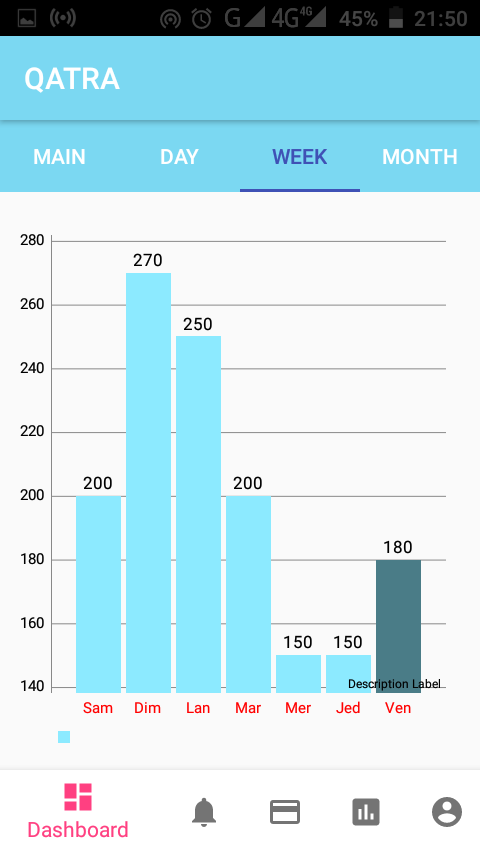 G 4G 4G 45% 21:50
QATRA
MAIN DAY WEEK MONTH
280
270
260
250
240
220
200 200 200
180 180
160
150 150
140 Description Label
Sam Dim Lan Mar Mer Jed Ven
Dashboard